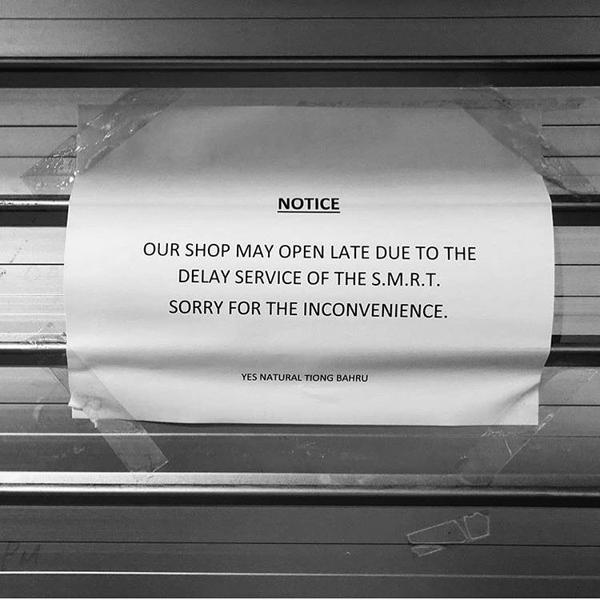 NOTICE
OUR SHOP MAY OPEN LATE DUE TO THE
DELAY SERVICE OF THE S.M.R.T.
SORRY FOR THE INCONVENIENCE.
YES NATURAL TIONG BAHRU